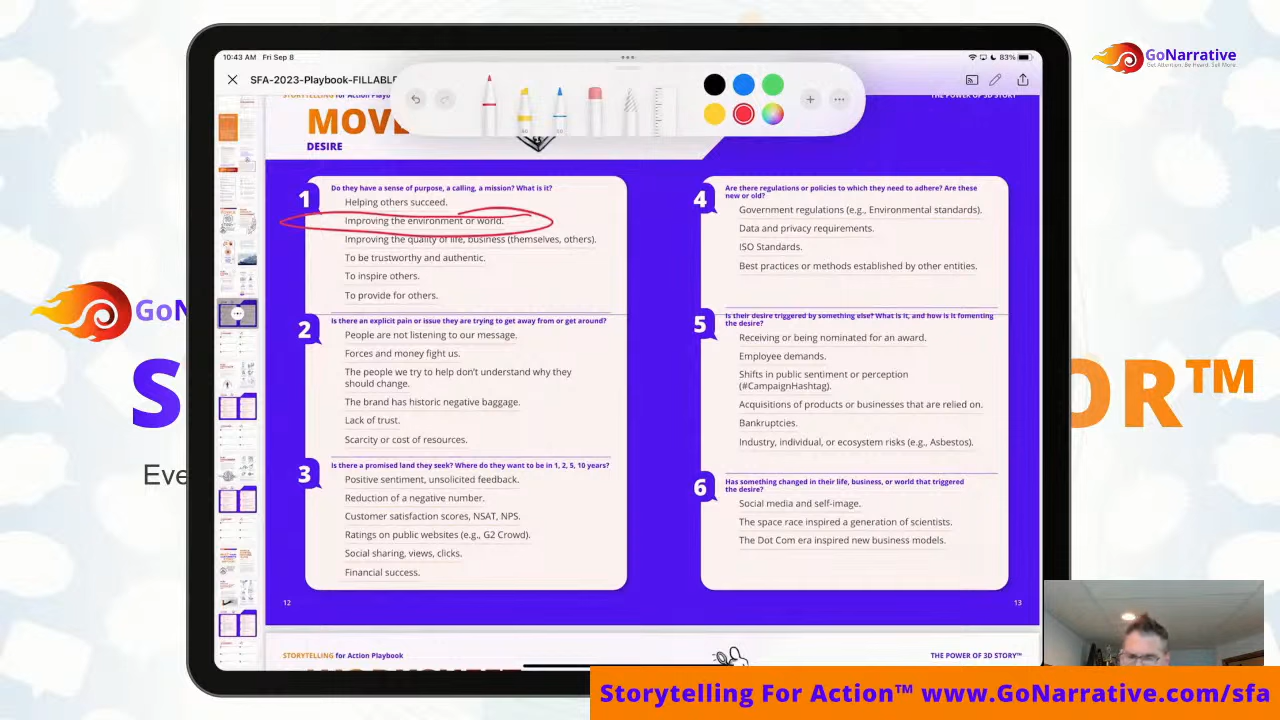 10:43 AM Fri Sep 8
83%
SFA-2023-Playbook-FILLABLE
GoNarrative
Get Attention. Be Heard. Sell More.
STORYTELLING for Action Playbook
THE POWER OF 3D STORY
MOVE
DESIRE
1
Do they have a sense of purpose, a calling, a mission? What is it?
Helping others succeed.
Improving the environment or world.
Improving the quality of life, business (themselves, others).
To be trustworthy and authentic.
To inspire others.
To provide for others.
2
Is there an explicit pain or issue they are trying to get away from or get around?
People are not listening to our message.
Forces and money fight us.
The people we try to help don't understand why they
should change.
The brand has historic negative baggage.
Lack of trust.
Scarcity or cost of resources.
3
Is there a promised land they seek? Where do they want to be in 1, 2, 5, 10 years?
Positive sentiment, unsolicited feedback.
Reduction of a negative number.
Customer satisfaction scores, NSAT, NPS.
Ratings on public websites (e.g., G2 Crowd).
Social sharing, views, clicks.
Financial success.
12
4
Are there regulations or policies to which they need to adhere? Are these
new or old?
Government regulations (e.g., Environmental standards).
Data and privacy requirements.
ISO Standards.
Best practices or methods established by other entities.
5
Is their desire triggered by something else? What is it, and how is it fomenting
the desire?
Receiving or being nominated for an award.
Employee demands.
Shifts in public sentiment or perception
(#CampaignHashtag).
Acquisitions of products or businesses that are relied on.
Bankruptcies.
Industry, individual, or ecosystem risks (e.g., Asbestos).
6
Has something changed in their life, business, or world that triggered
the desire?
Social media and self-image.
The space race inspired a generation of scientists.
The Dot Com era inspired new business models.
13
STORYTELLING for Action Playbook
THE POWER OF 3D STORY™
GoN
S
OR™
Eve
Storytelling For Action™ www.GoNarrative.com/sfa